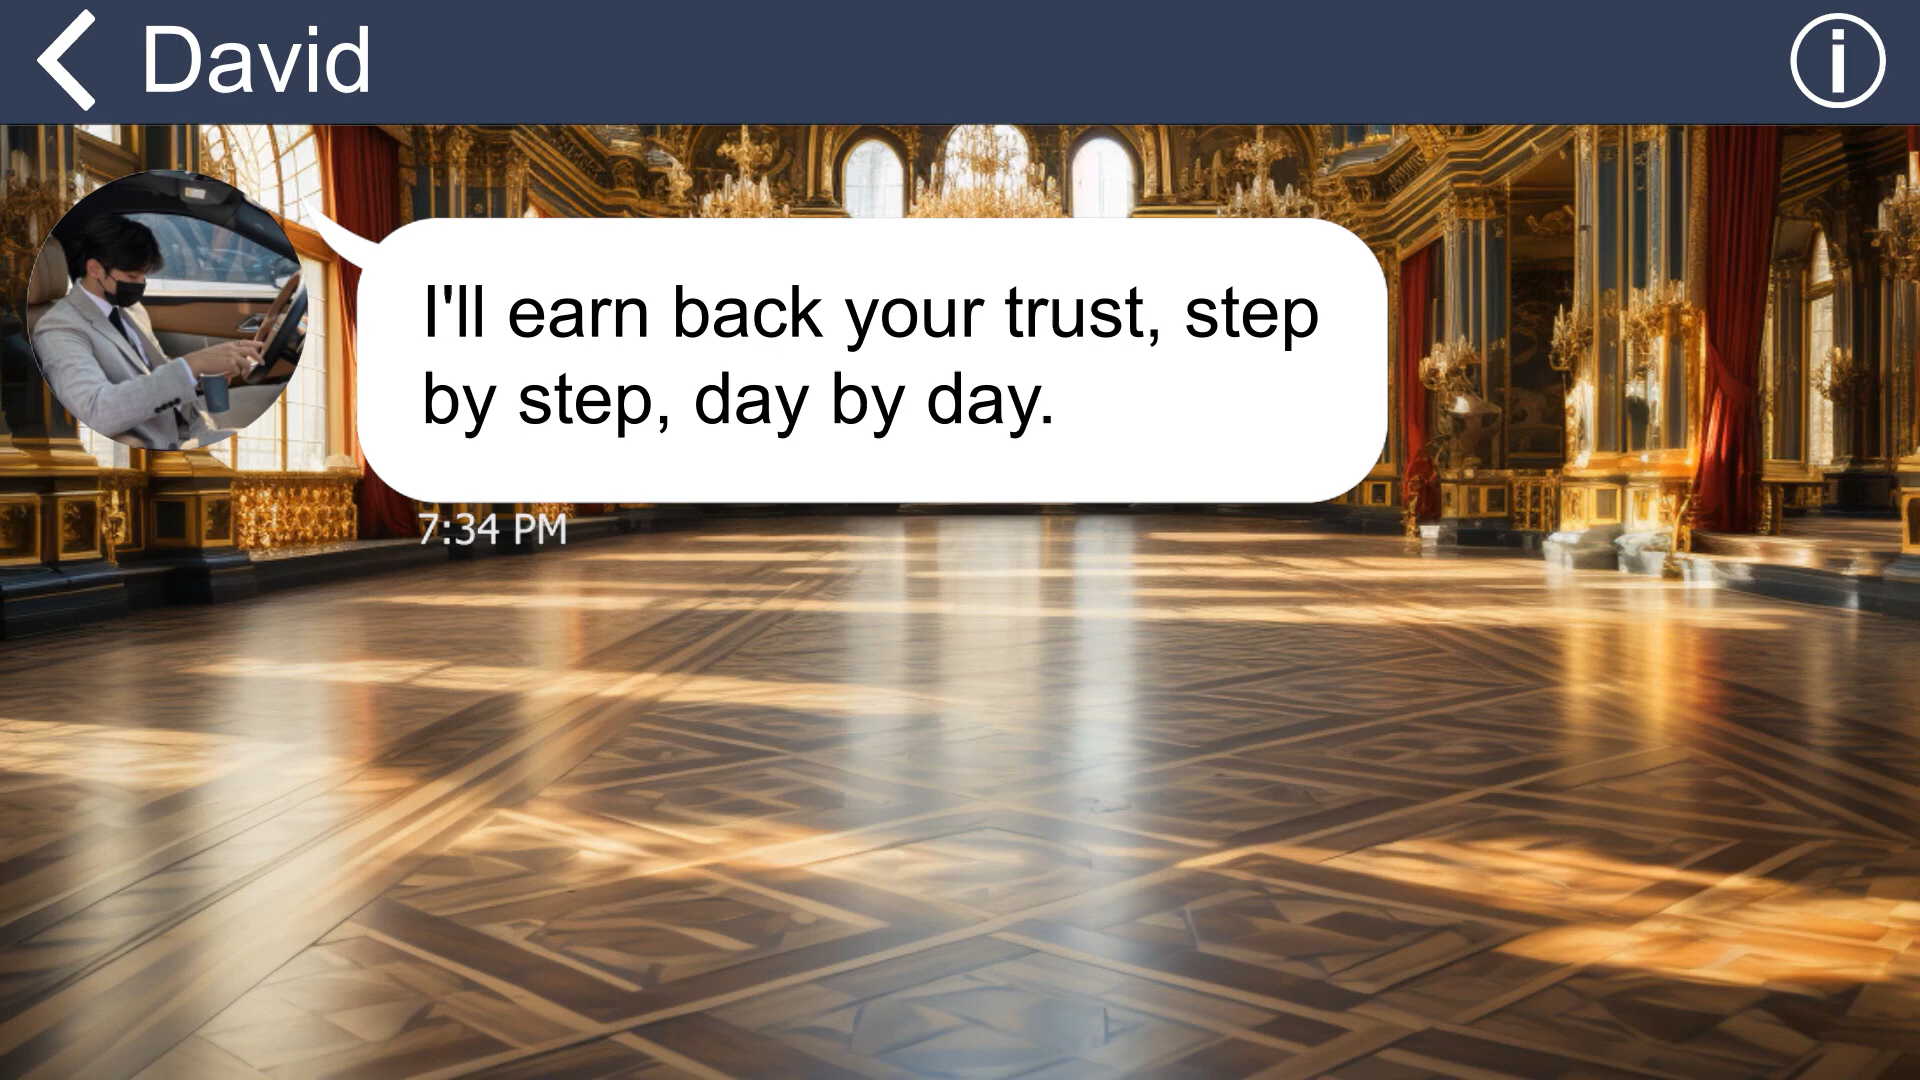 David
I'll earn back your trust, step
by step, day by day.
7:34 PM